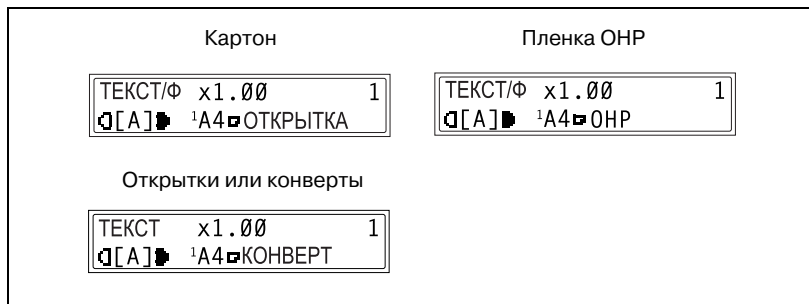 Картон
ТЕКСТ/Ф x1.00 1
[A] ¹A4 ОТКРЫТКА
Пленка OHP
ТЕКСТ/Ф x1.00 1
[A] ¹A4 OHP
Открытки или конверты
ТЕКСТ x1.00 1
[A] ¹A4 КОНВЕРТ